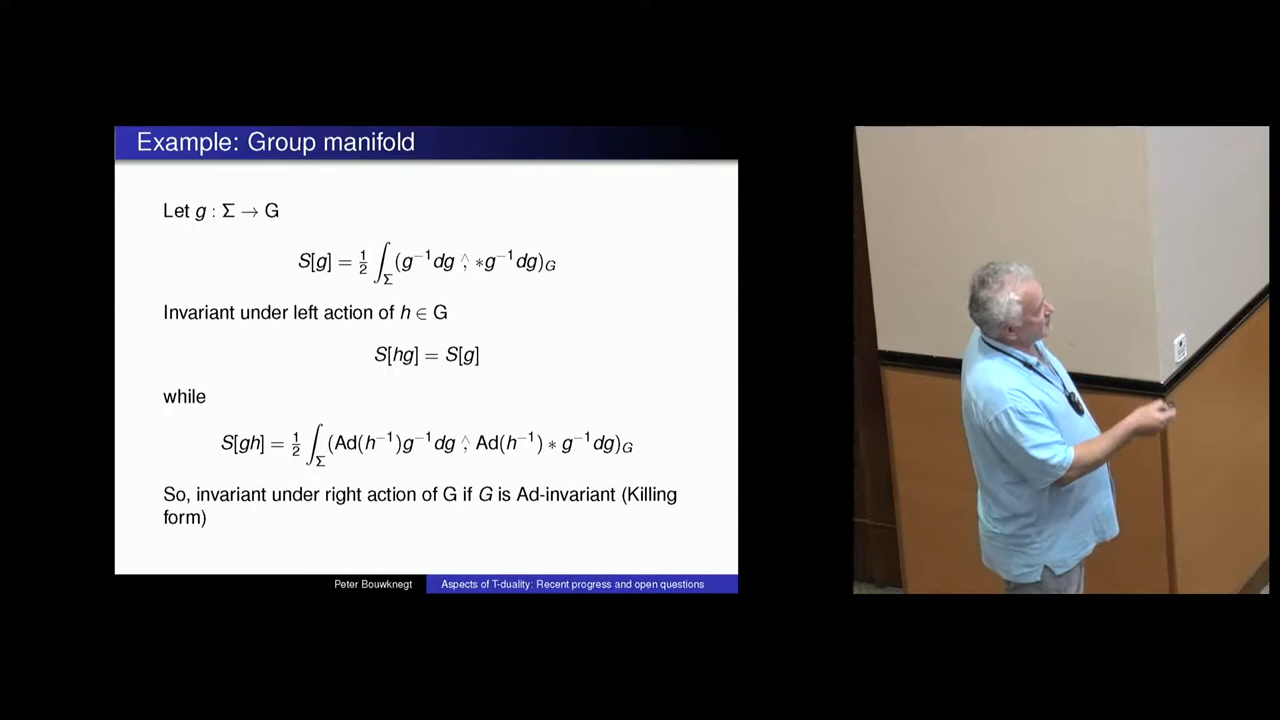 Example: Group manifold
Let g : Σ → G
S[g] = ½ ∫_Σ (g⁻¹dg ∧, *g⁻¹dg)_G
Invariant under left action of h ∈ G
S[hg] = S[g]
while
S[gh] = ½ ∫_Σ (Ad(h⁻¹)g⁻¹dg ∧, Ad(h⁻¹) * g⁻¹dg)_G
So, invariant under right action of G if G is Ad-invariant (Killing
form)
Peter Bouwknegt Aspects of T-duality: Recent progress and open questions